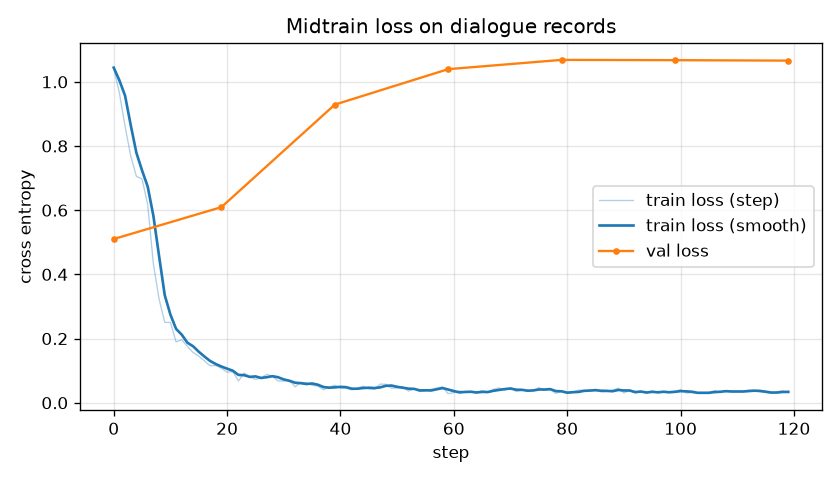 Midtrain loss on dialogue records
cross entropy
1.0
0.8
0.6
0.4
0.2
0.0
train loss (step)
train loss (smooth)
val loss
0 20 40 60 80 100 120
step